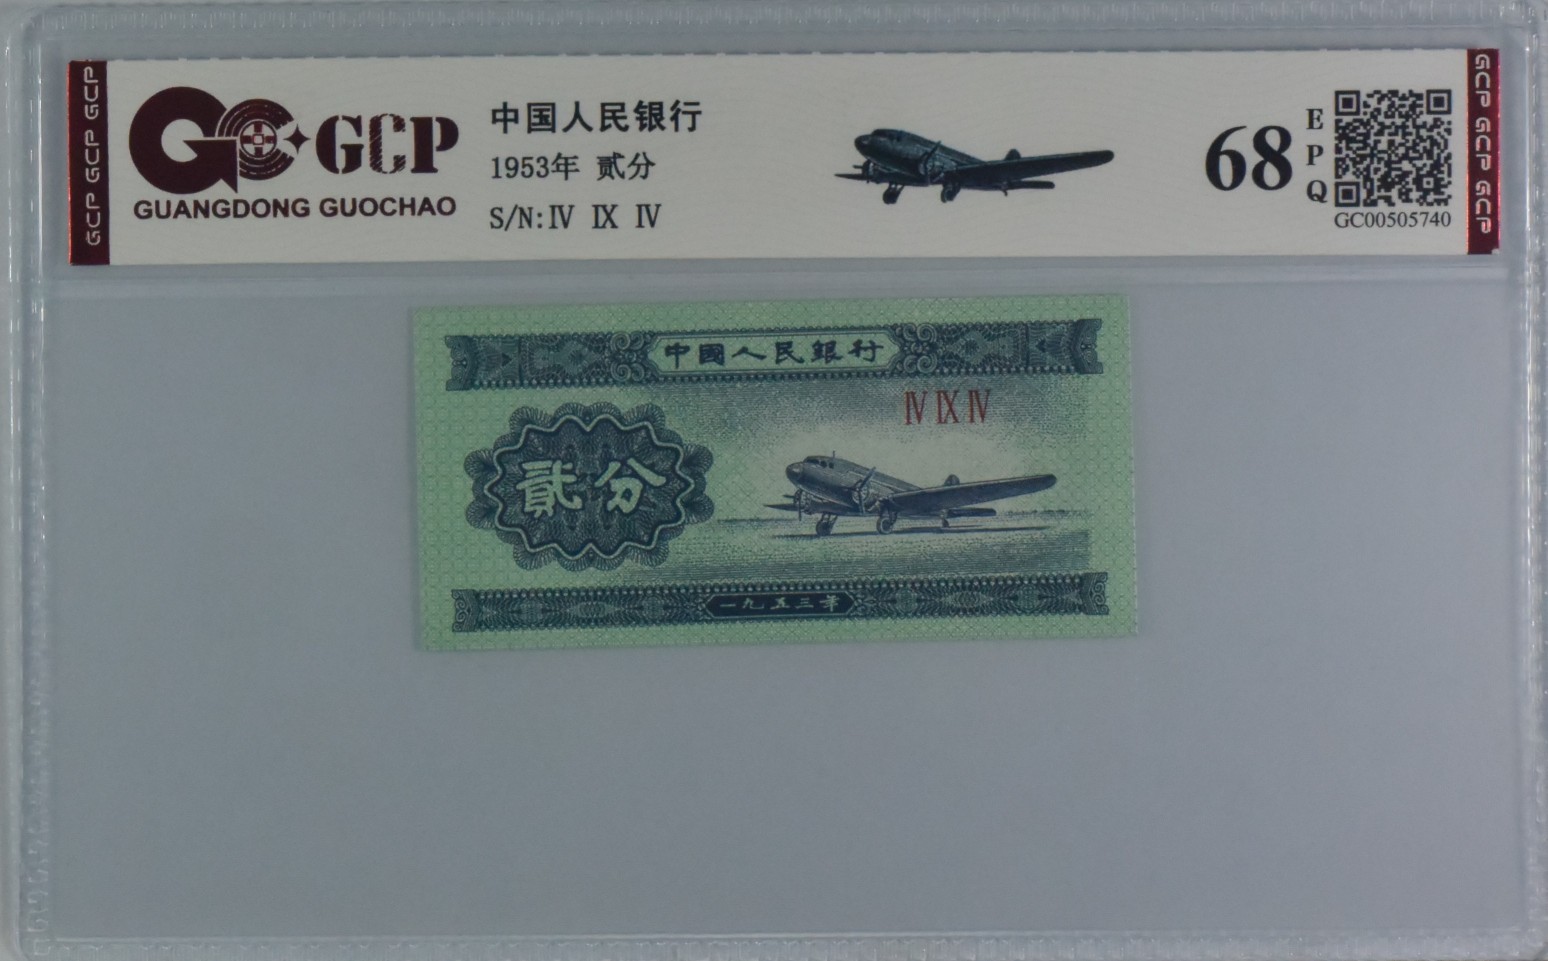 GCP GCP GCP
GCP
GUANGDONG GUOCHAO
中国人民银行
1953年 贰分
S/N:Ⅳ Ⅸ Ⅳ
68
EPQ
GC00505740
GCP GCP GCP
中國人民銀行
Ⅳ Ⅸ Ⅳ
貳分
一九五三年